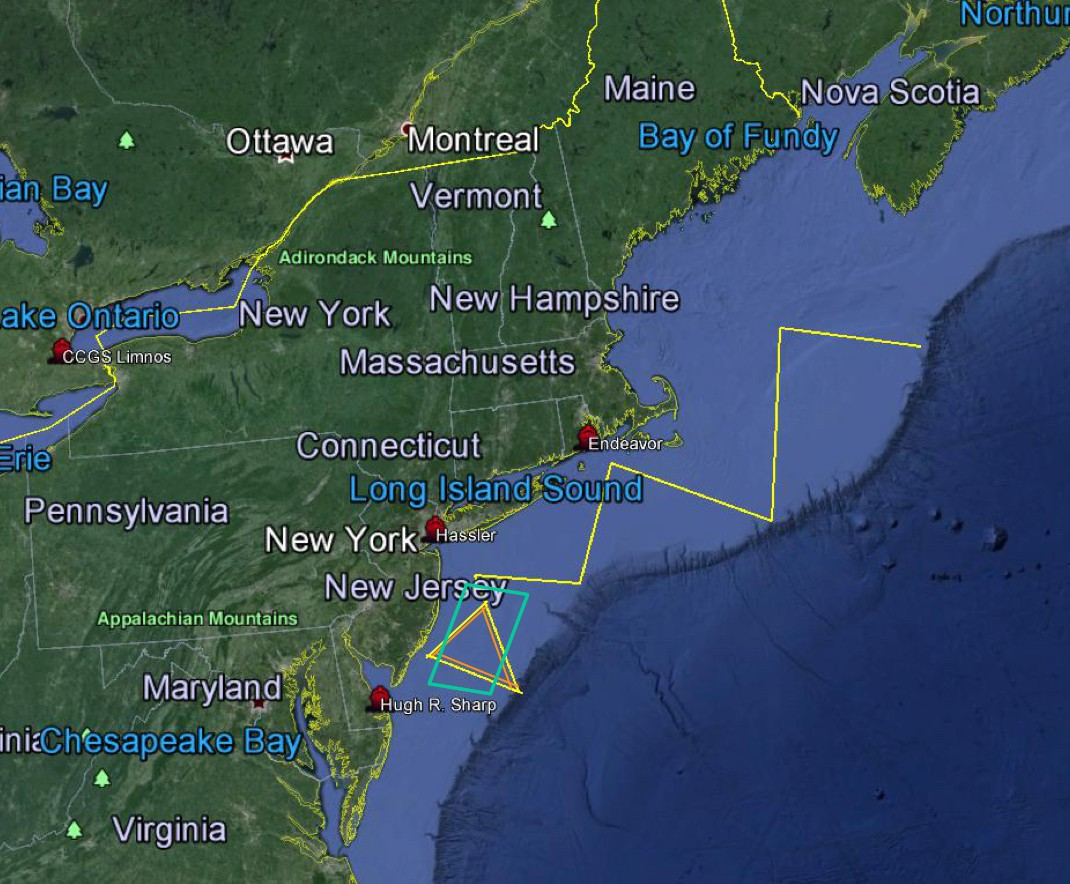 Northu
Maine
Nova Scotia
Ottawa
Montreal
Bay of Fundy
ian Bay
Vermont
Adirondack Mountains
New Hampshire
ake Ontario
New York
CCGS Limnos
Massachusetts
Connecticut
Endeavor
Erie
Long Island Sound
Pennsylvania
New York
Hassler
New Jersey
Appalachian Mountains
Maryland
Hugh R. Sharp
inia
Chesapeake Bay
Virginia